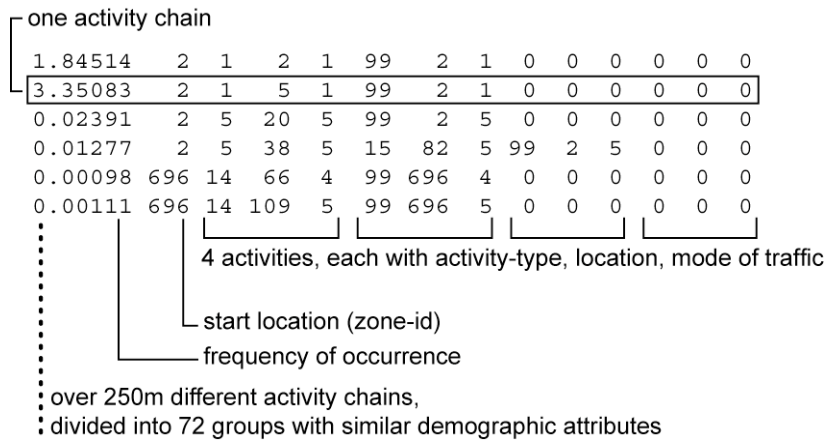 one activity chain
1.84514 2 1 2 1 99 2 1 0 0 0 0 0 0
3.35083 2 1 5 1 99 2 1 0 0 0 0 0 0
0.02391 2 5 20 5 99 2 5 0 0 0 0 0 0
0.01277 2 5 38 5 15 82 5 99 2 5 0 0 0
0.00098 696 14 66 4 99 696 4 0 0 0 0 0 0
0.00111 696 14 109 5 99 696 5 0 0 0 0 0 0
4 activities, each with activity-type, location, mode of traffic
start location (zone-id)
frequency of occurrence
over 250m different activity chains,
divided into 72 groups with similar demographic attributes